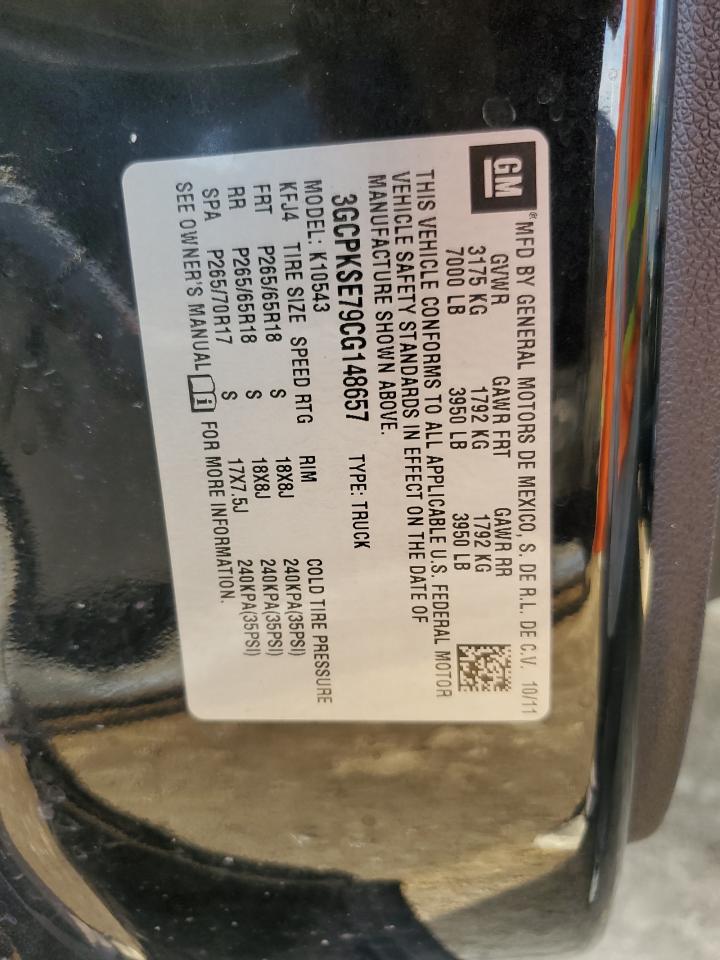 GM
® MFD BY GENERAL MOTORS DE MEXICO, S. DE R.L. DE C.V. 10/11
GVWR GAWR FRT GAWR RR
3175 KG 1792 KG 1792 KG
7000 LB 3950 LB 3950 LB
THIS VEHICLE CONFORMS TO ALL APPLICABLE U.S. FEDERAL MOTOR
VEHICLE SAFETY STANDARDS IN EFFECT ON THE DATE OF
MANUFACTURE SHOWN ABOVE.
3GCPKSE79CG148657 TYPE: TRUCK
MODEL: K10543
KFJ4 TIRE SIZE SPEED RTG RIM COLD TIRE PRESSURE
FRT P265/65R18 S 18X8J 240KPA(35PSI)
RR P265/65R18 S 18X8J 240KPA(35PSI)
SPA P265/70R17 S 17X7.5J 240KPA(35PSI)
SEE OWNER'S MANUAL i FOR MORE INFORMATION.